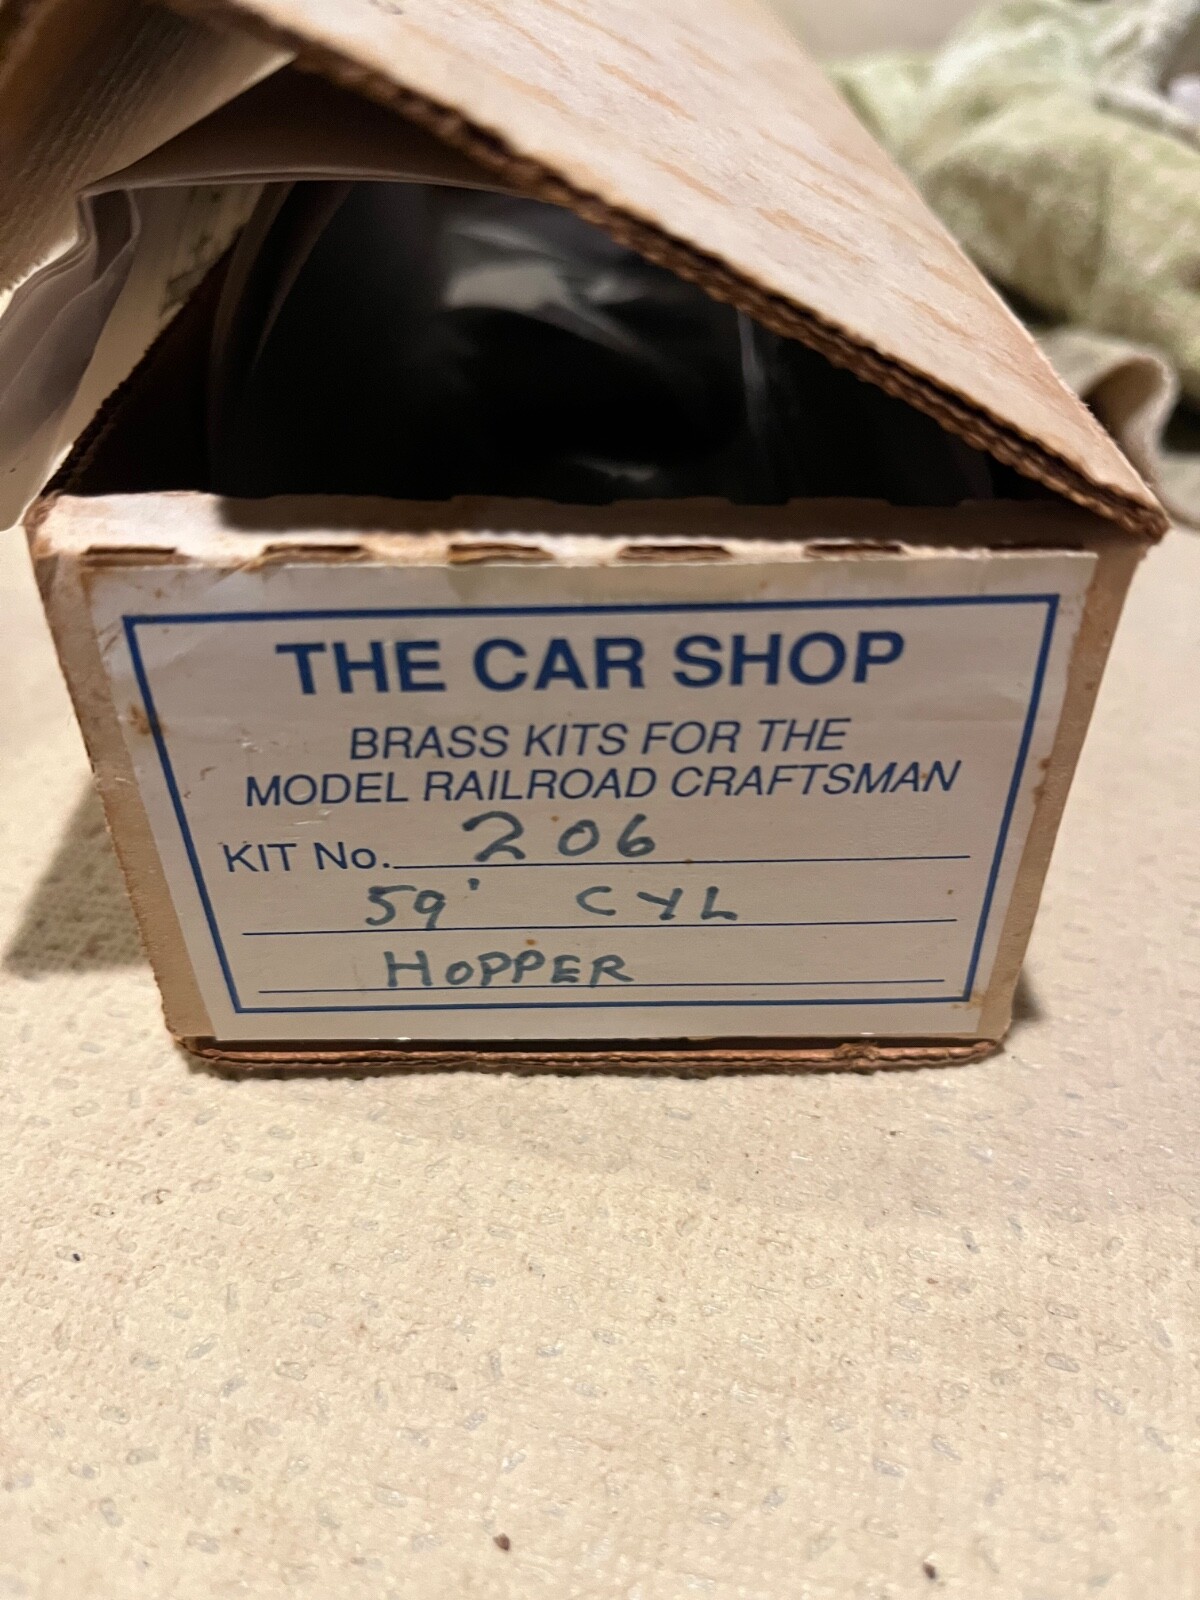 THE CAR SHOP
BRASS KITS FOR THE
MODEL RAILROAD CRAFTSMAN
KIT No. 206
59' CYL
HOPPER